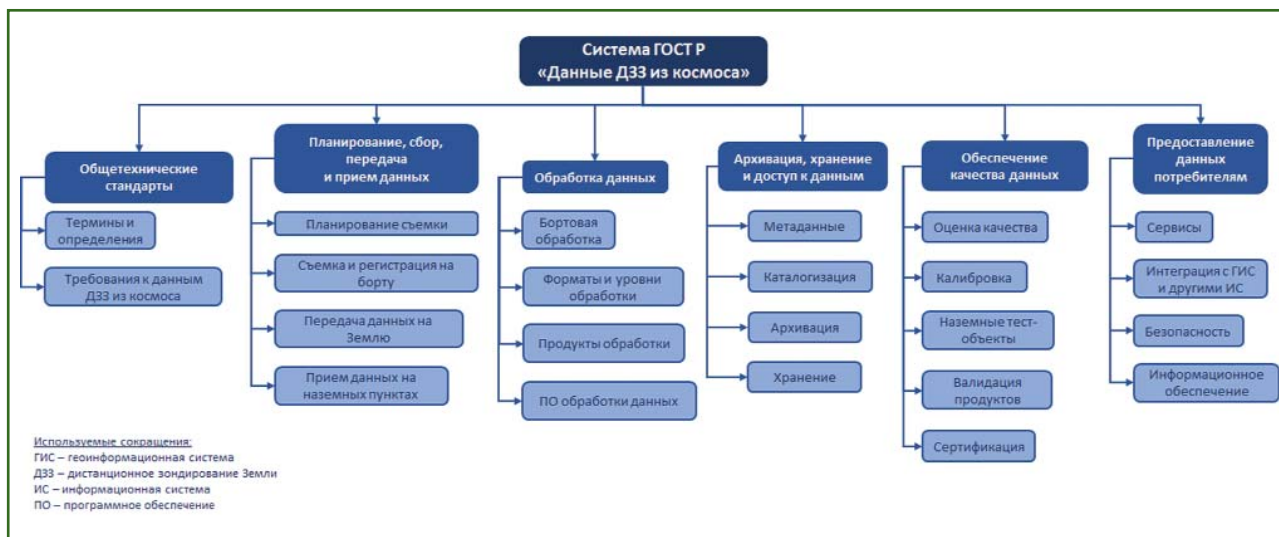 Система ГОСТ Р
«Данные ДЗЗ из космоса»
Общетехнические
стандарты
Термины и
определения
Требования к данным
ДЗЗ из космоса
Планирование, сбор,
передача
и прием данных
Планирование съемки
Съемка и регистрация на
борту
Передача данных на
Землю
Прием данных на
наземных пунктах
Обработка данных
Бортовая
обработка
Форматы и уровни
обработки
Продукты обработки
ПО обработки данных
Архивация, хранение
и доступ к данным
Метаданные
Каталогизация
Архивация
Хранение
Обеспечение
качества данных
Оценка качества
Калибровка
Наземные тест-
объекты
Валидация
продуктов
Сертификация
Предоставление
данных
потребителям
Сервисы
Интеграция с ГИС
и другими ИС
Безопасность
Информационное
обеспечение
Используемые сокращения:
ГИС – геоинформационная система
ДЗЗ – дистанционное зондирование Земли
ИС – информационная система
ПО – программное обеспечение